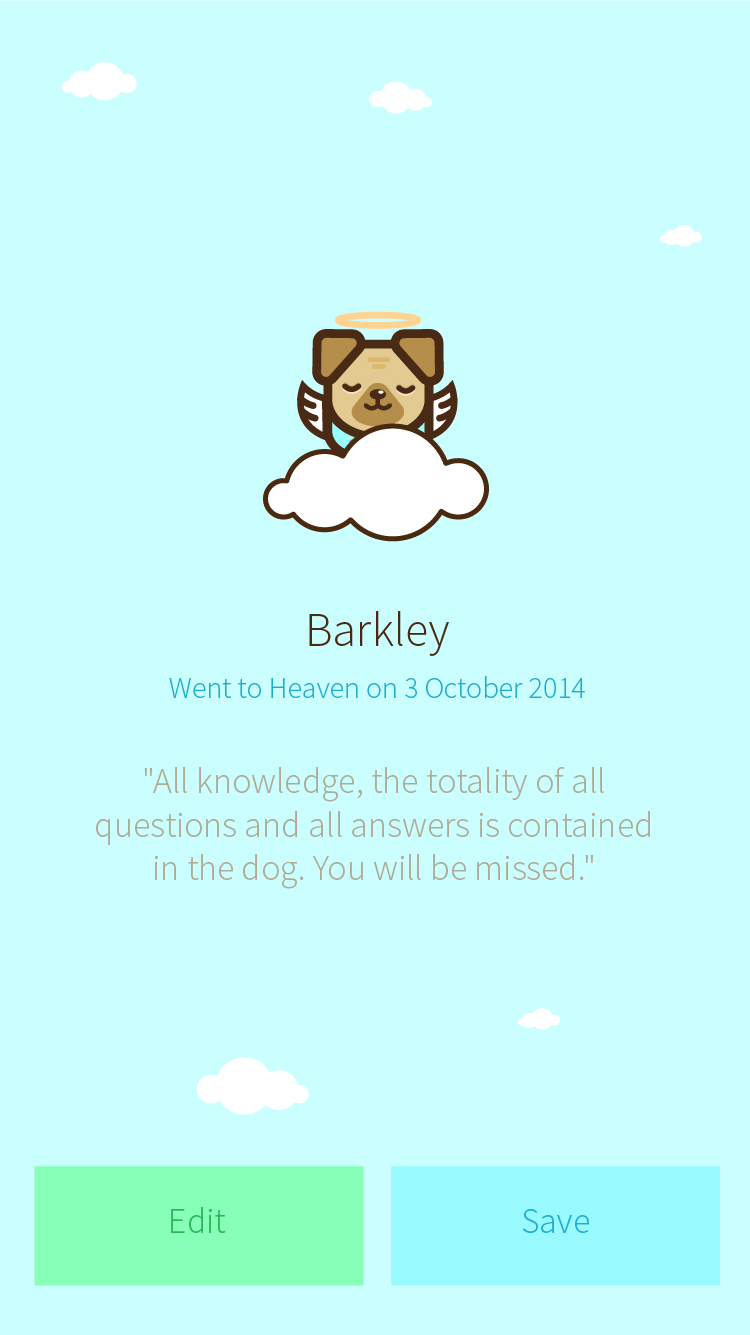 Barkley
Went to Heaven on 3 October 2014
"All knowledge, the totality of all
questions and all answers is contained
in the dog. You will be missed."
Edit
Save